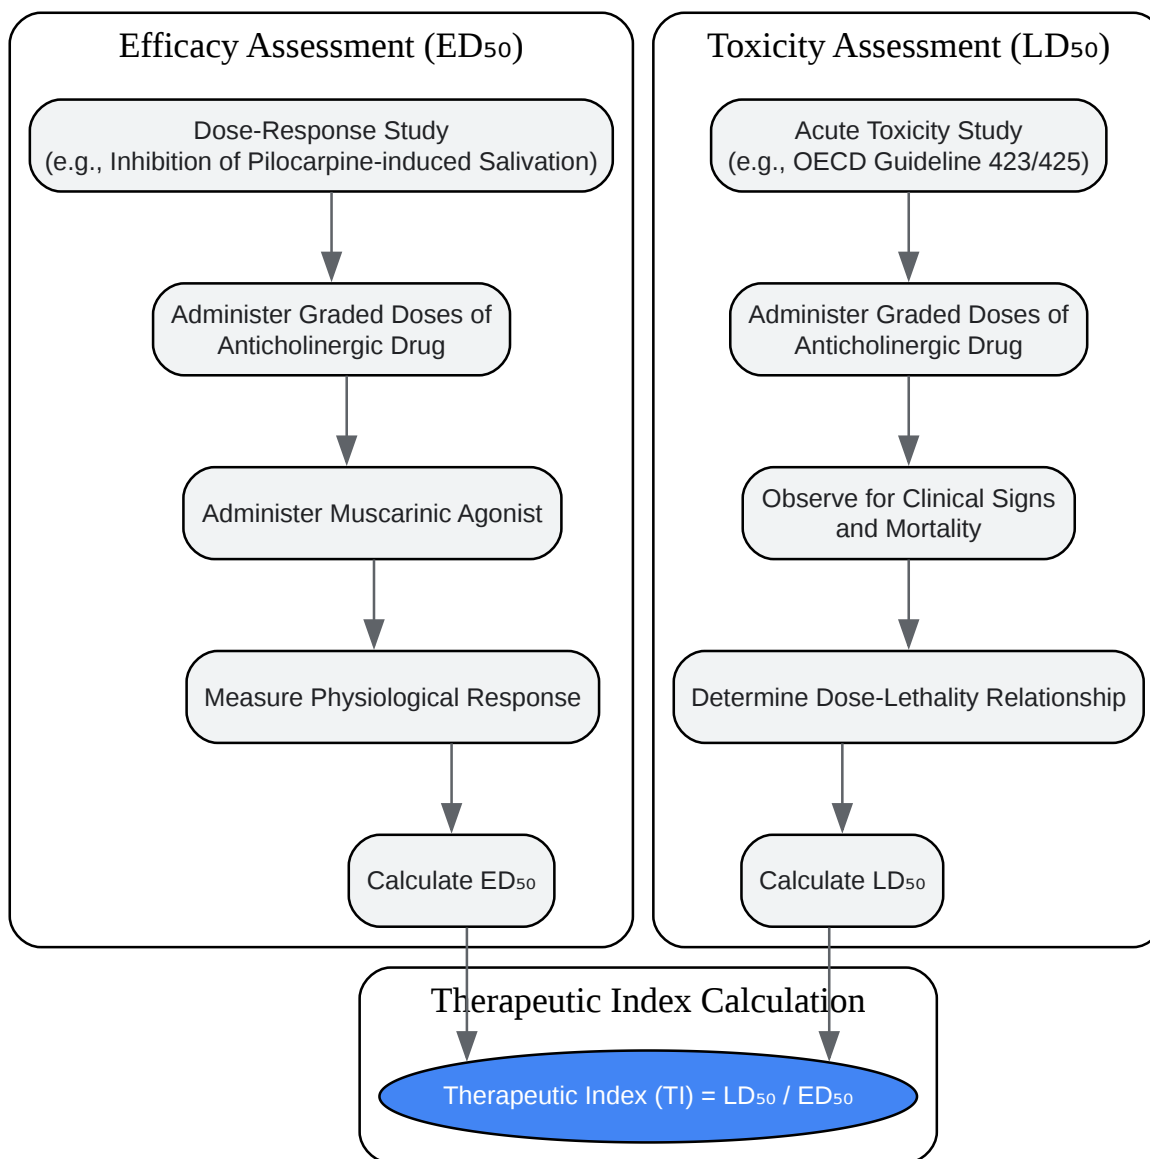 Efficacy Assessment (ED₅₀)
Dose-Response Study
(e.g., Inhibition of Pilocarpine-induced Salivation)
Administer Graded Doses of
Anticholinergic Drug
Administer Muscarinic Agonist
Measure Physiological Response
Calculate ED₅₀
Toxicity Assessment (LD₅₀)
Acute Toxicity Study
(e.g., OECD Guideline 423/425)
Administer Graded Doses of
Anticholinergic Drug
Observe for Clinical Signs
and Mortality
Determine Dose-Lethality Relationship
Calculate LD₅₀
Therapeutic Index Calculation
Therapeutic Index (TI) = LD₅₀ / ED₅₀